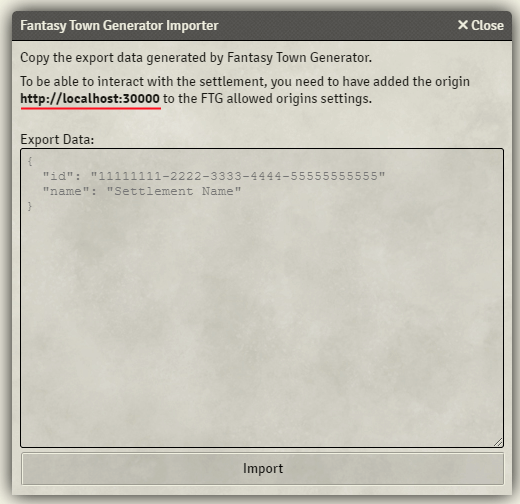 Fantasy Town Generator Importer
✕ Close
Copy the export data generated by Fantasy Town Generator.
To be able to interact with the settlement, you need to have added the origin
http://localhost:30000 to the FTG allowed origins settings.
Export Data:
{
  "id": "11111111-2222-3333-4444-55555555555"
  "name": "Settlement Name"
}
Import